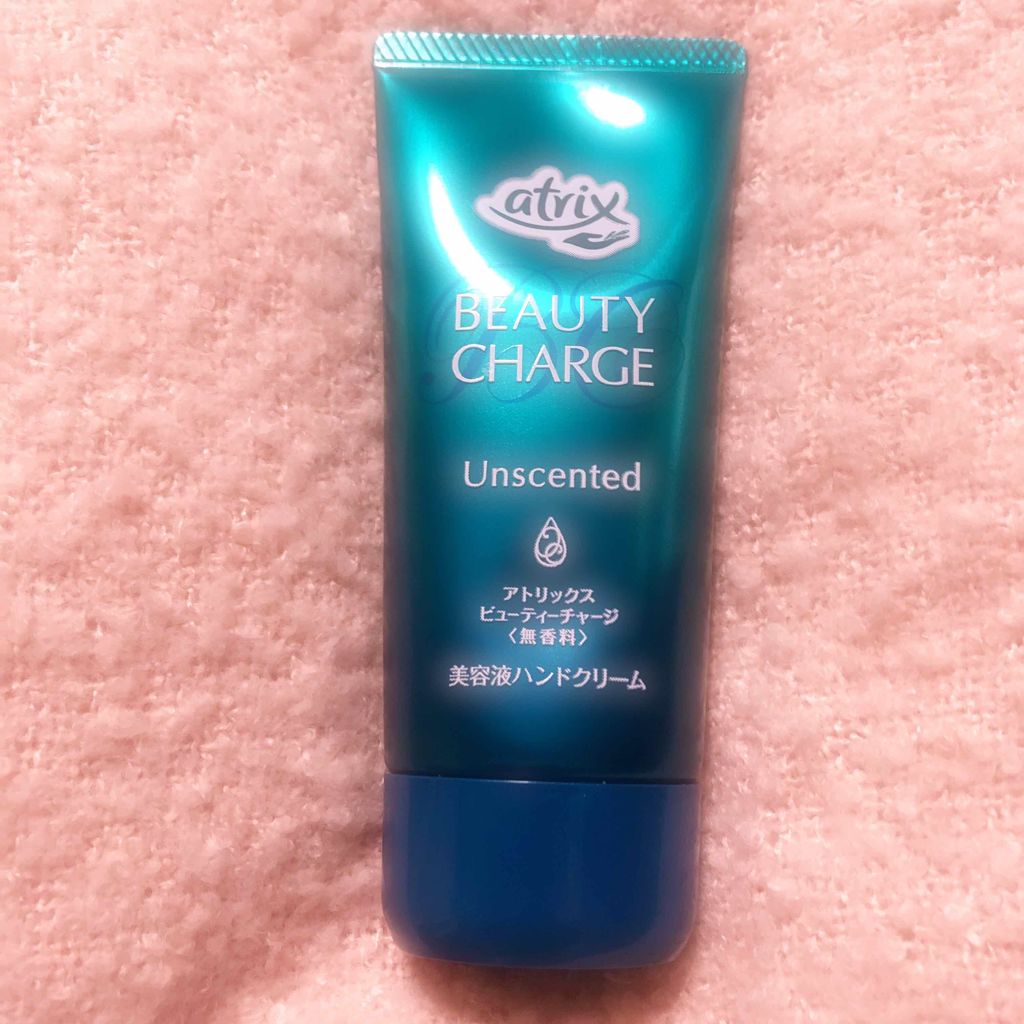 atrix
BEAUTY
CHARGE
Unscented
アトリックス
ビューティーチャージ
〈無香料〉
美容液ハンドクリーム